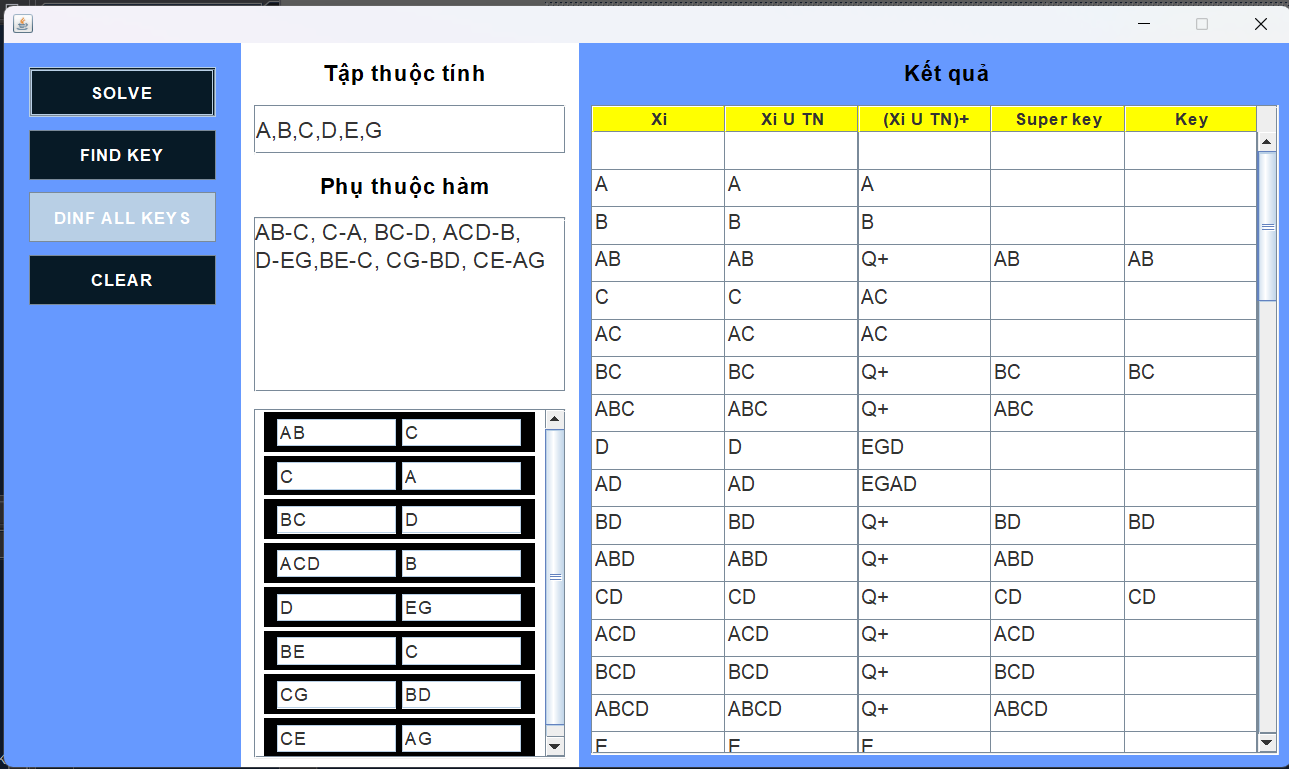 SOLVE
FIND KEY
DINF ALL KEYS
CLEAR
Tập thuộc tính
A,B,C,D,E,G
Phụ thuộc hàm
AB-C, C-A, BC-D, ACD-B,
D-EG,BE-C, CG-BD, CE-AG
AB C
C A
BC D
ACD B
D EG
BE C
CG BD
CE AG
Kết quả
Xi Xi U TN (Xi U TN)+ Super key Key
A A A
B B B
AB AB Q+ AB AB
C C AC
AC AC AC
BC BC Q+ BC BC
ABC ABC Q+ ABC
D D EGD
AD AD EGAD
BD BD Q+ BD BD
ABD ABD Q+ ABD
CD CD Q+ CD CD
ACD ACD Q+ ACD
BCD BCD Q+ BCD
ABCD ABCD Q+ ABCD
E E E